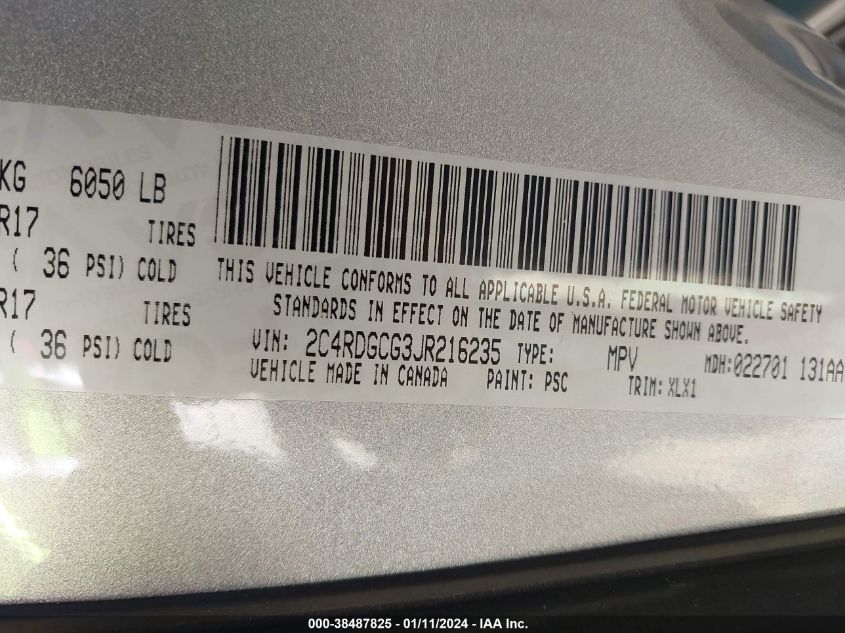 KG 6050 LB
R17 TIRES
( 36 PSI) COLD
R17 TIRES
( 36 PSI) COLD
THIS VEHICLE CONFORMS TO ALL APPLICABLE U.S.A. FEDERAL MOTOR VEHICLE SAFETY
STANDARDS IN EFFECT ON THE DATE OF MANUFACTURE SHOWN ABOVE.
VIN: 2C4RDGCG3JR216235 TYPE: MPV MDH:022701 131AA
VEHICLE MADE IN CANADA PAINT: PSC TRIM: XLX1
000-38487825 - 01/11/2024 - IAA Inc.